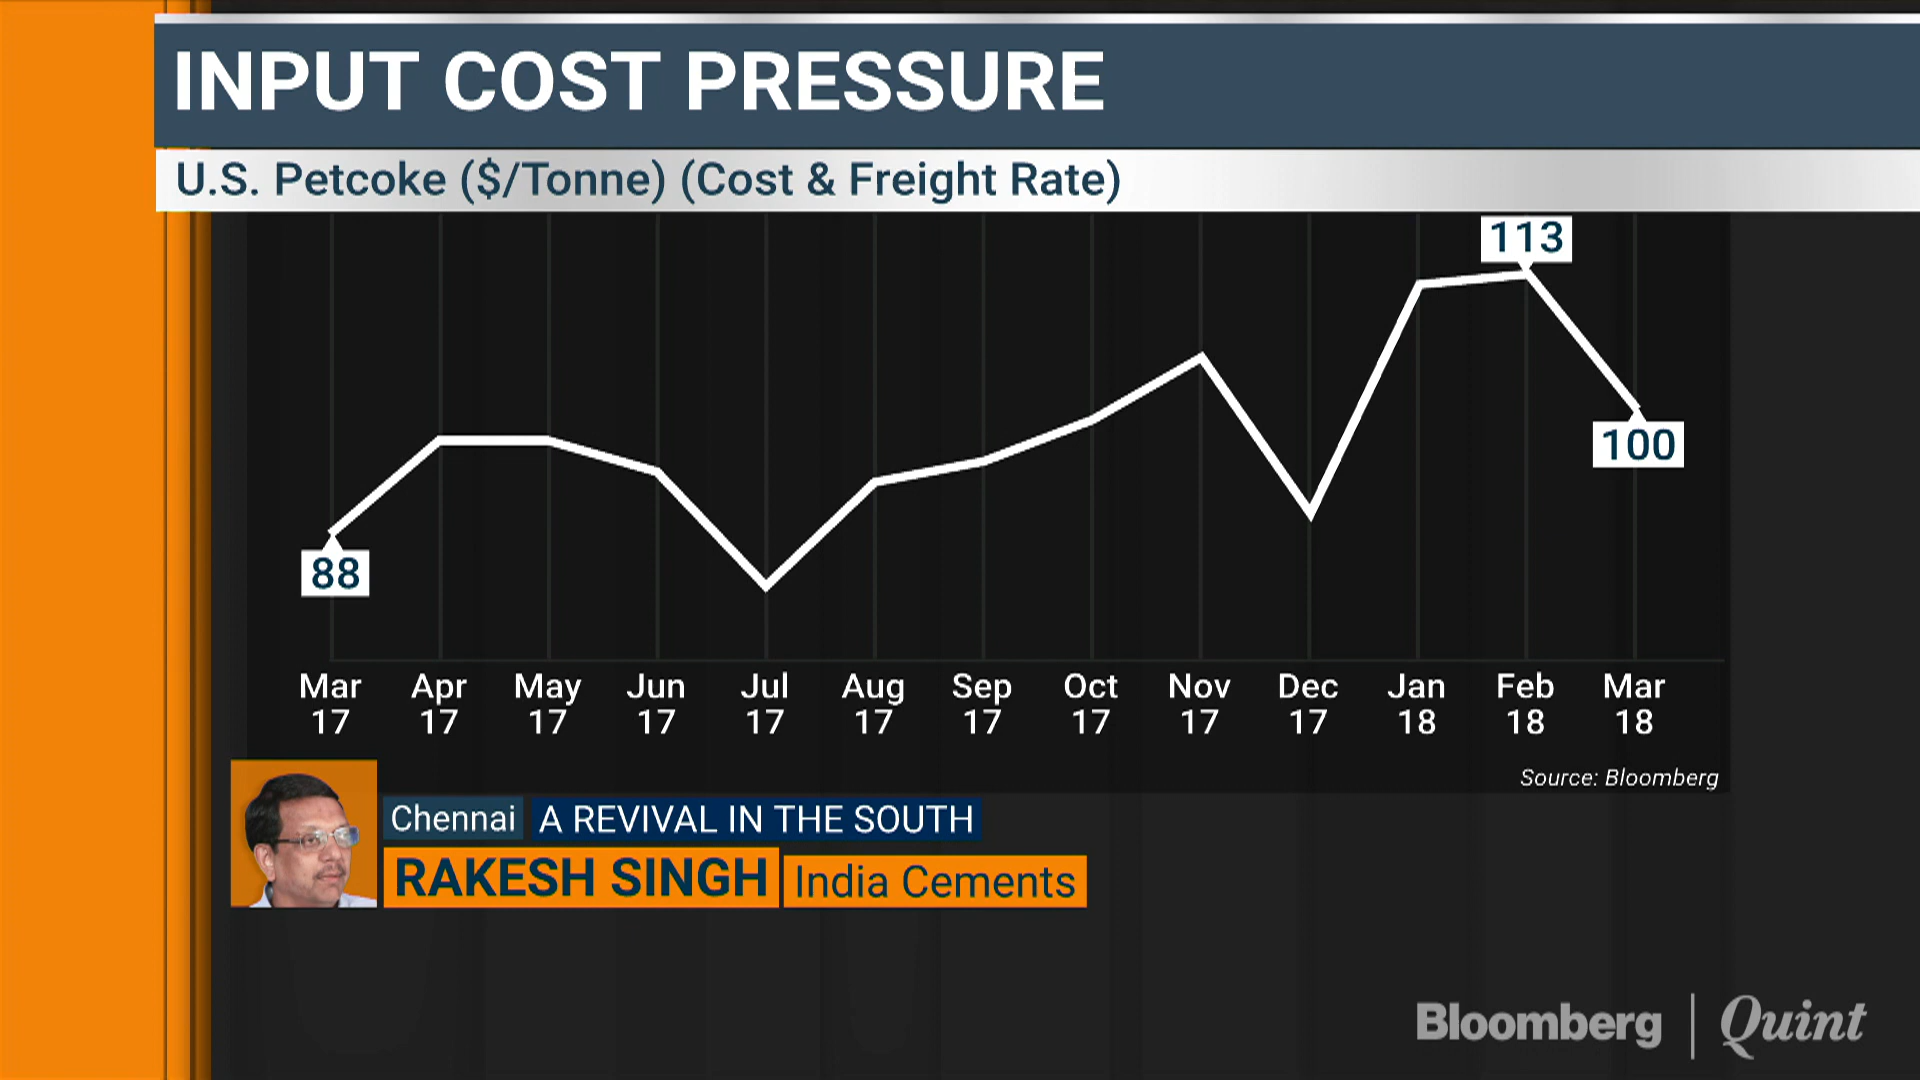 INPUT COST PRESSURE
U.S. Petcoke ($/Tonne) (Cost & Freight Rate)
113
100
88
Mar Apr May Jun Jul Aug Sep Oct Nov Dec Jan Feb Mar
17 17 17 17 17 17 17 17 17 17 18 18 18
Source: Bloomberg
Chennai A REVIVAL IN THE SOUTH
RAKESH SINGH India Cements
Bloomberg | Quint